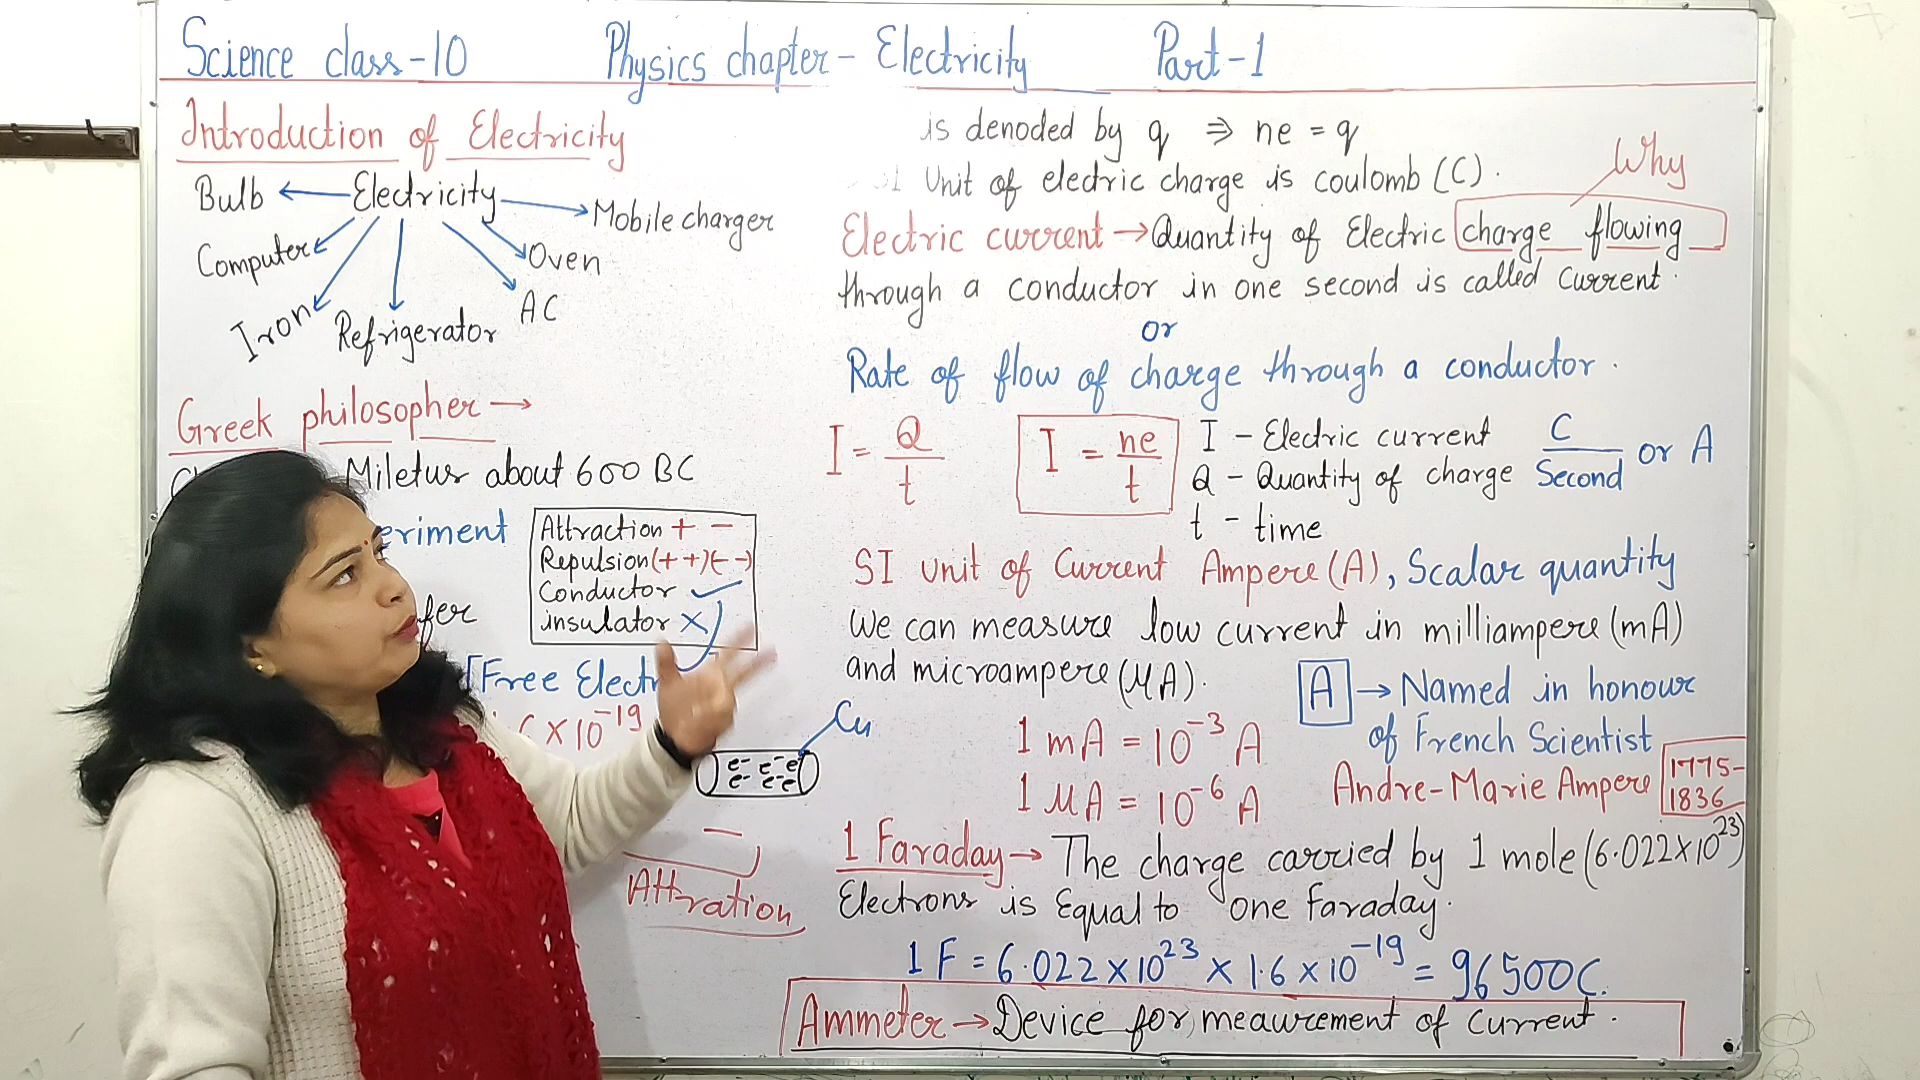 Science class-10 Physics chapter- Electricity Part-1
Introduction of Electricity
Bulb ← Electricity → Mobile charger
Computer
Oven
Iron
Refrigerator
AC
Greek philosopher →
Miletus about 600 BC
eriment
Attraction + −
Repulsion (+ +) (− −)
Conductor ✓
insulator ×
fer
[Free Electr
× 10⁻¹⁹
Cu
e- e- e-
e- e- e-
−
Attration
is denoded by q ⇒ ne = q
Unit of electric charge is coulomb (C).
Why
Electric current → Quantity of Electric charge flowing
through a conductor in one second is called Current.
or
Rate of flow of charge through a conductor.
I = Q/t
I = ne/t
I - Electric current C/Second or A
Q - Quantity of charge
t - time
SI unit of Current Ampere (A), Scalar quantity
We can measure low current in milliampere (mA)
and microampere (μA).
A → Named in honour
of French Scientist
Andre-Marie Ampere 1775-
1836
1 mA = 10⁻³ A
1 μA = 10⁻⁶ A
1 Faraday → The charge carried by 1 mole (6.022×10²³)
Electrons is Equal to one Faraday.
1 F = 6.022 × 10²³ × 1.6 × 10⁻¹⁹ = 96500C.
Ammeter → Device for meaurement of Current.